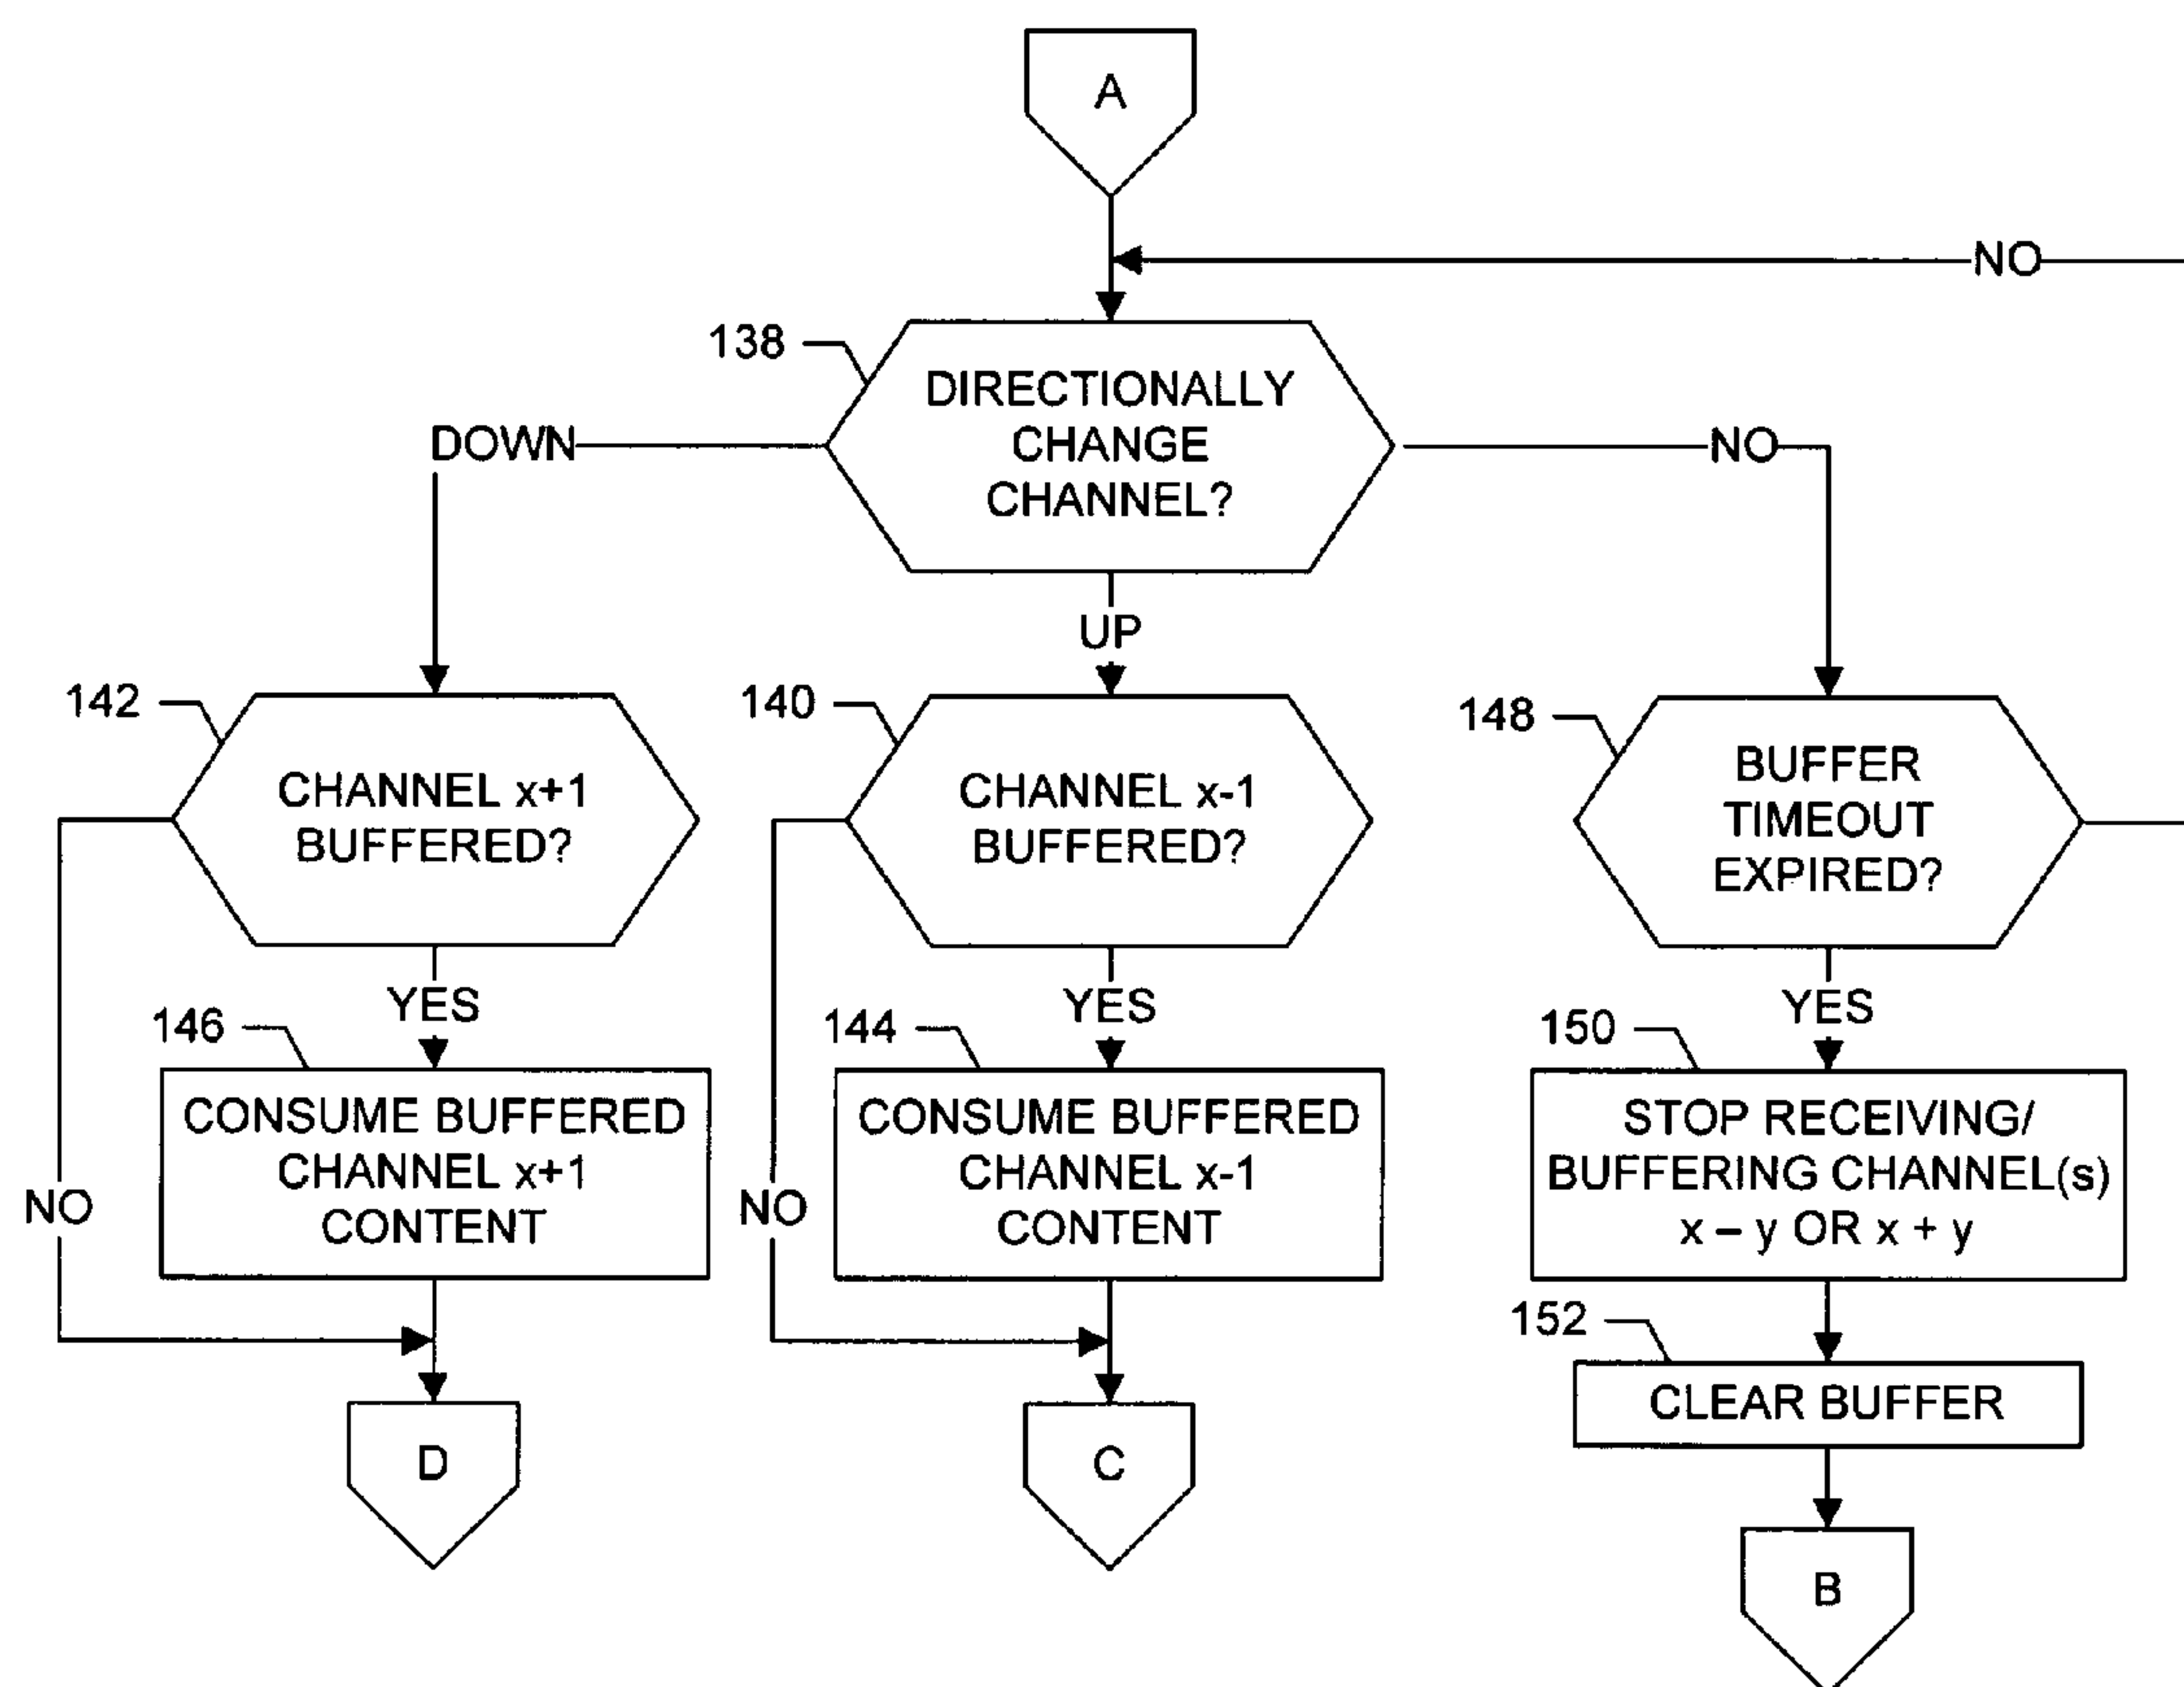 A
NO
138
DIRECTIONALLY
CHANGE
CHANNEL?
DOWN
NO
UP
142
CHANNEL x+1
BUFFERED?
140
CHANNEL x-1
BUFFERED?
148
BUFFER
TIMEOUT
EXPIRED?
YES
YES
YES
146
CONSUME BUFFERED
CHANNEL x+1
CONTENT
144
CONSUME BUFFERED
CHANNEL x-1
CONTENT
150
STOP RECEIVING/
BUFFERING CHANNEL(s)
x – y OR x + y
NO
NO
152
CLEAR BUFFER
D
C
B